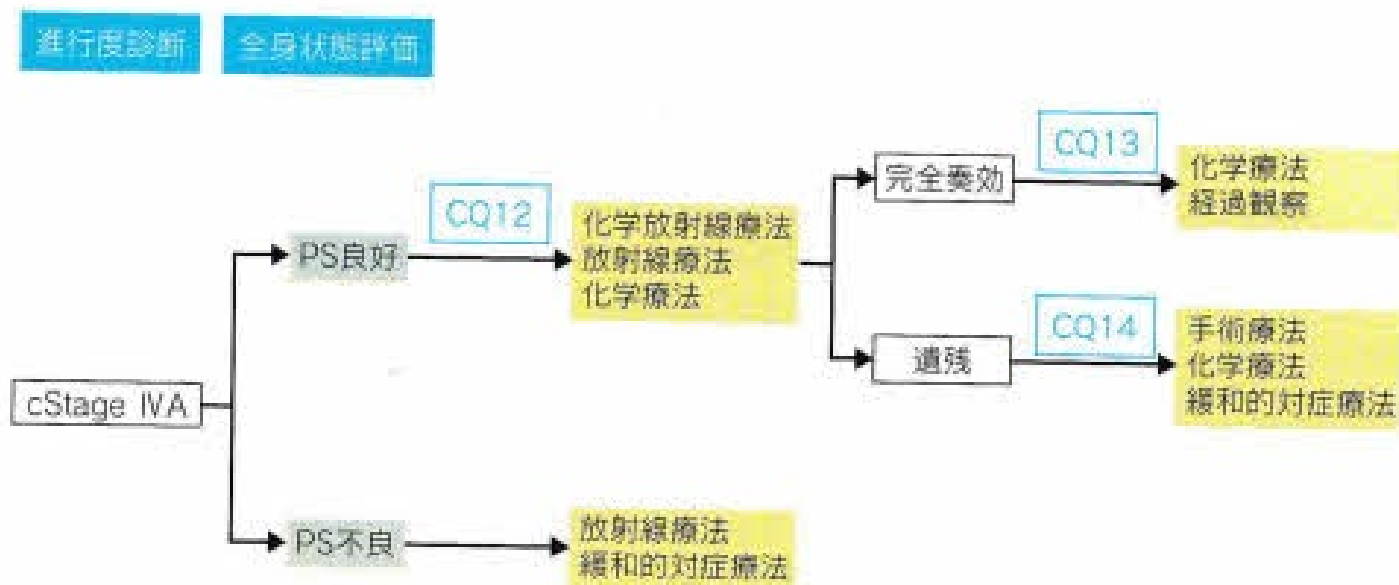 進行度診断
全身状態評価
cStage ⅣA
PS良好
CQ12
化学放射線療法
放射線療法
化学療法
完全奏効
CQ13
化学療法
経過観察
遺残
CQ14
手術療法
化学療法
緩和的対症療法
PS不良
放射線療法
緩和的対症療法